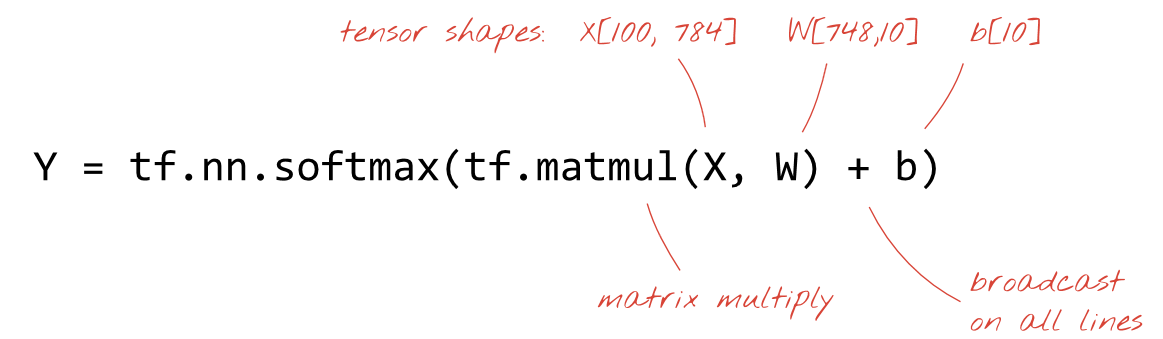 tensor shapes: X[100, 784] W[748,10] b[10]
Y = tf.nn.softmax(tf.matmul(X, W) + b)
matrix multiply
broadcast
on all lines